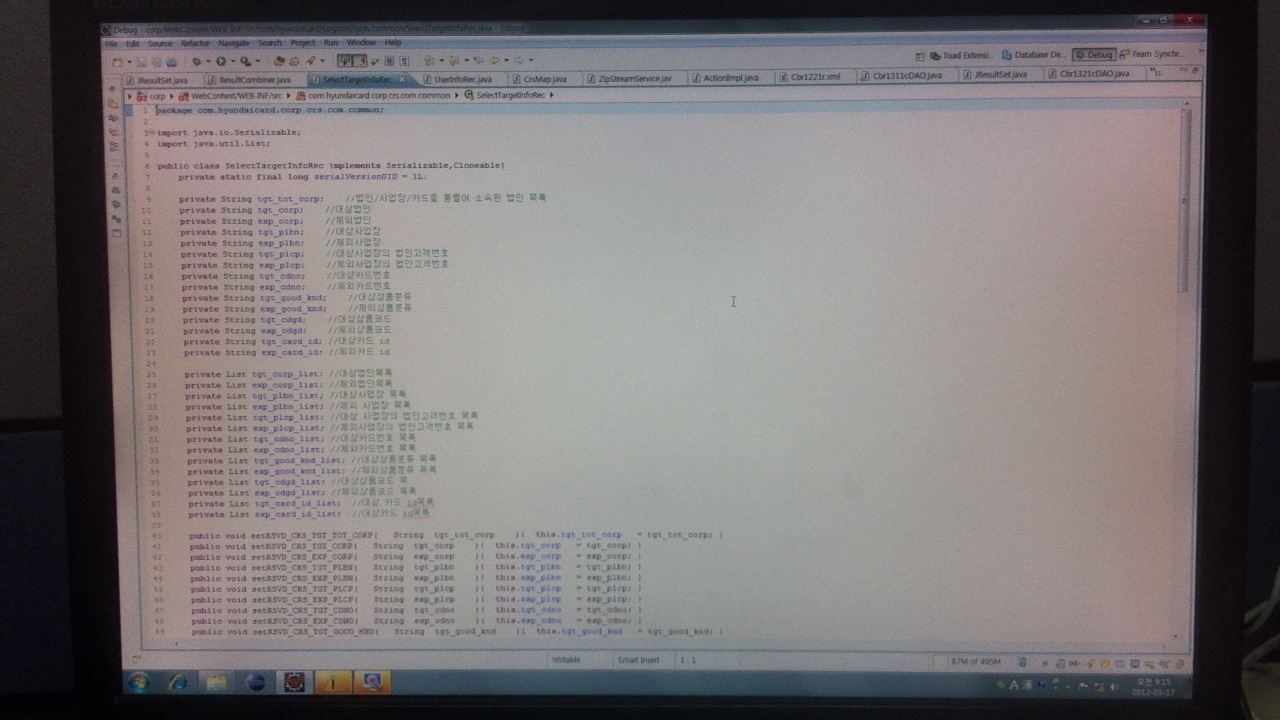 Debug - corp/WebContent/WEB-INF/src/com/hyundaicard/corp/crs/com/common/SelectTargetInfoRec.java - Eclipse
File Edit Source Refactor Navigate Search Project Run Window Help
Toad Extensi... Database De... Debug Team Synchr...
JResultSet.java ResultCombiner.java SelectTargetInfoRec. UserInfoRec.java CrsMap.java ZipStreamService.jav ActionImpl.java Cbr1221r.xml Cbr1311cDAO.java JResultSet.java Cbr1321cDAO.java
corp WebContent/WEB-INF/src com.hyundaicard.corp.crs.com.common SelectTargetInfoRec
1 package com.hyundaicard.corp.crs.com.common;
2
3 import java.io.Serializable;
4 import java.util.List;
5
6 public class SelectTargetInfoRec implements Serializable,Cloneable{
7 private static final long serialVersionUID = 1L;
8
9 private String tgt_tot_corp; //법인/사업장/카드를 통틀어 소속된 법인 목록
10 private String tgt_corp; //대상법인
11 private String exp_corp; //제외법인
12 private String tgt_plbn; //대상사업장
13 private String exp_plbn; //제외사업장
14 private String tgt_plcp; //대상사업장의 법인고객번호
15 private String exp_plcp; //제외사업장의 법인고객번호
16 private String tgt_cdno; //대상카드번호
17 private String exp_cdno; //제외카드번호
18 private String tgt_good_knd; //대상상품분류
19 private String exp_good_knd; //제외상품분류
20 private String tgt_cdgd; //대상상품코드
21 private String exp_cdgd; //제외상품코드
22 private String tgt_card_id; //대상카드 id
23 private String exp_card_id; //제외카드 id
24
25 private List tgt_corp_list; //대상법인목록
26 private List exp_corp_list; //제외법인목록
27 private List tgt_plbn_list; //대상사업장 목록
28 private List exp_plbn_list; //제외 사업장 목록
29 private List tgt_plcp_list; //대상 사업장의 법인고객번호 목록
30 private List exp_plcp_list; //제외사업장의 법인고객번호 목록
31 private List tgt_cdno_list; //대상카드번호 목록
32 private List exp_cdno_list; //제외카드번호 목록
33 private List tgt_good_knd_list; //대상상품분류 목록
34 private List exp_good_knd_list; //제외상품분류 목록
35 private List tgt_cdgd_list; //대상상품코드 목
36 private List exp_cdgd_list; //제외상품코드 목록
37 private List tgt_card_id_list; //대상 카드 id목록
38 private List exp_card_id_list; //대상카드 id목록
39
40 public void setRSVD_CRS_TGT_TOT_CORP( String tgt_tot_corp ){ this.tgt_tot_corp = tgt_tot_corp; }
41 public void setRSVD_CRS_TGT_CORP( String tgt_corp ){ this.tgt_corp = tgt_corp; }
42 public void setRSVD_CRS_EXP_CORP( String exp_corp ){ this.exp_corp = exp_corp; }
43 public void setRSVD_CRS_TGT_PLBN( String tgt_plbn ){ this.tgt_plbn = tgt_plbn; }
44 public void setRSVD_CRS_EXP_PLBN( String exp_plbn ){ this.exp_plbn = exp_plbn; }
45 public void setRSVD_CRS_TGT_PLCP( String tgt_plcp ){ this.tgt_plcp = tgt_plcp; }
46 public void setRSVD_CRS_EXP_PLCP( String exp_plcp ){ this.exp_plcp = exp_plcp; }
47 public void setRSVD_CRS_TGT_CDNO( String tgt_cdno ){ this.tgt_cdno = tgt_cdno; }
48 public void setRSVD_CRS_EXP_CDNO( String exp_cdno ){ this.exp_cdno = exp_cdno; }
49 public void setRSVD_CRS_TGT_GOOD_KND( String tgt_good_knd ){ this.tgt_good_knd = tgt_good_knd; }
Writable Smart Insert 1 : 1 87M of 495M
A 漢 오전 9:15
2012-03-17